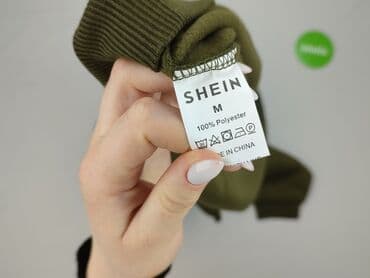 SHEIN
M
100% Polyester
E IN CHINA